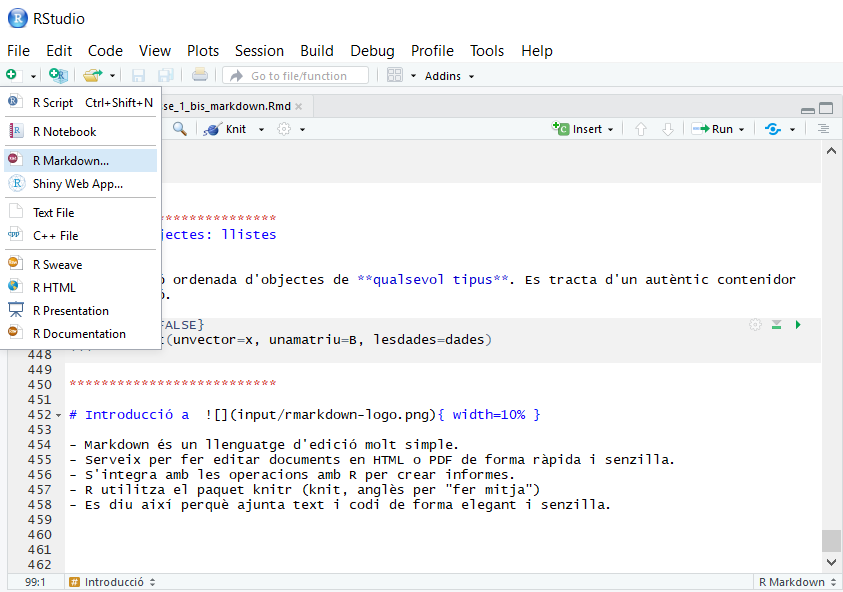 RStudio
File Edit Code View Plots Session Build Debug Profile Tools Help
Go to file/function Addins
R Script Ctrl+Shift+N
R Notebook
R Markdown...
Shiny Web App...
Text File
C++ File
R Sweave
R HTML
R Presentation
R Documentation
se_1_bis_markdown.Rmd
Knit Insert Run
jectes: llistes
ó ordenada d'objectes de **qualsevol tipus**. Es tracta d'un autèntic contenidor
FALSE}
t(unvector=x, unamatriu=B, lesdades=dades)
448
449
450 **************************
451
452 # Introducció a ![](input/rmarkdown-logo.png){ width=10% }
453
454 - Markdown és un llenguatge d'edició molt simple.
455 - Serveix per fer editar documents en HTML o PDF de forma ràpida i senzilla.
456 - S'integra amb les operacions amb R per crear informes.
457 - R utilitza el paquet knitr (knit, anglès per "fer mitja")
458 - Es diu així perquè ajunta text i codi de forma elegant i senzilla.
459
460
461
462
99:1 # Introducció R Markdown